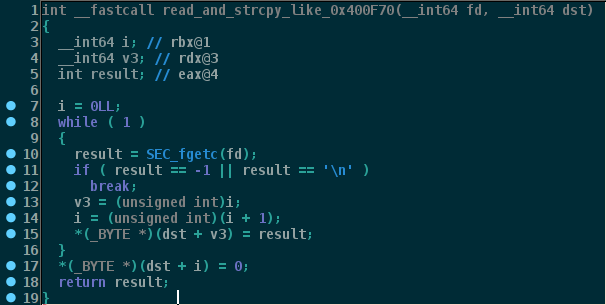 1 int __fastcall read_and_strcpy_like_0x400F70(__int64 fd, __int64 dst)
2 {
3 __int64 i; // rbx@1
4 __int64 v3; // rdx@3
5 int result; // eax@4
6
7 i = 0LL;
8 while ( 1 )
9 {
10 result = SEC_fgetc(fd);
11 if ( result == -1 || result == '\n' )
12 break;
13 v3 = (unsigned int)i;
14 i = (unsigned int)(i + 1);
15 *(_BYTE *)(dst + v3) = result;
16 }
17 *(_BYTE *)(dst + i) = 0;
18 return result;
19 }